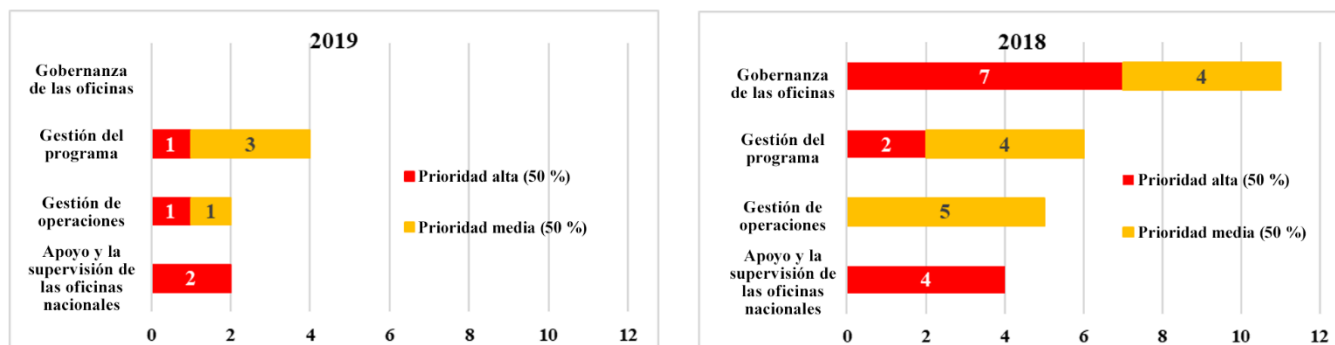 2019
Gobernanza
de las oficinas
Gestión del
programa
1
3
Gestión de
operaciones
1
1
Apoyo y la
supervisión de
las oficinas
nacionales
2
Prioridad alta (50 %)
Prioridad media (50 %)
0 2 4 6 8 10 12
2018
Gobernanza
de las oficinas
7
4
Gestión del
programa
2
4
Gestión de
operaciones
5
Apoyo y la
supervisión de
las oficinas
nacionales
4
Prioridad alta (50 %)
Prioridad media (50 %)
0 2 4 6 8 10 12